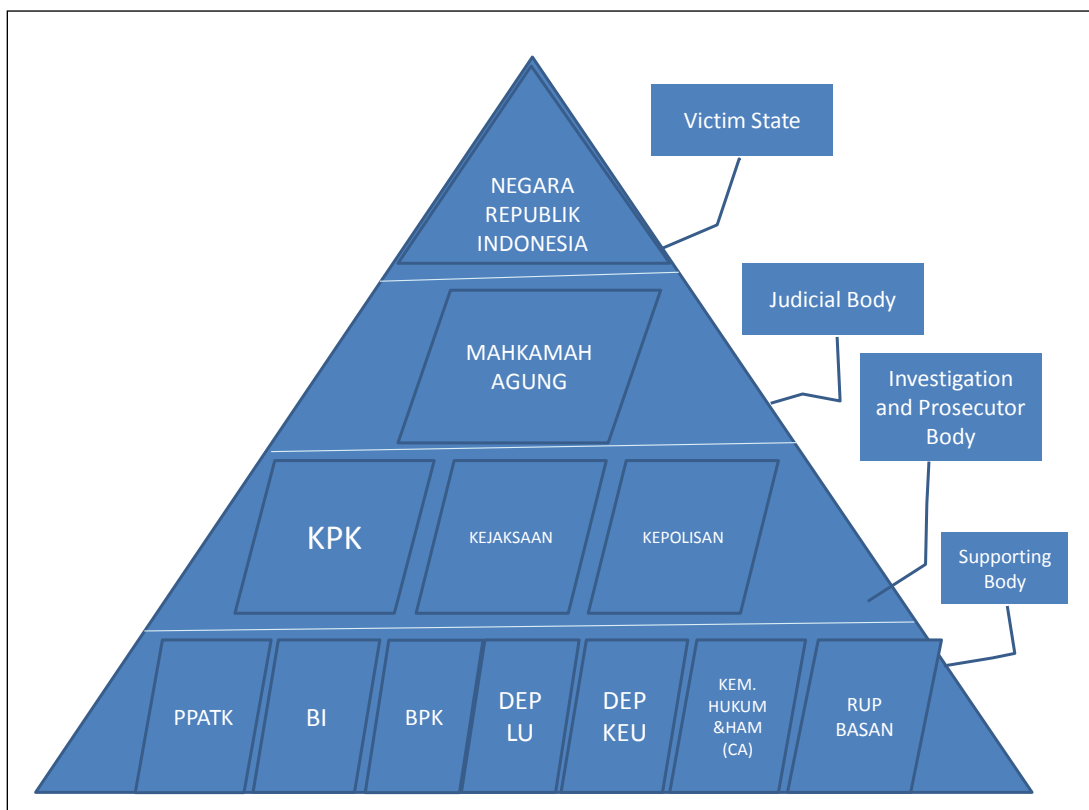 Victim State
NEGARA
REPUBLIK
INDONESIA
Judicial Body
MAHKAMAH
AGUNG
Investigation
and Prosecutor
Body
KPK
KEJAKSAAN
KEPOLISAN
Supporting
Body
PPATK
BI
BPK
DEP
LU
DEP
KEU
KEM.
HUKUM
&HAM
(CA)
RUP
BASAN